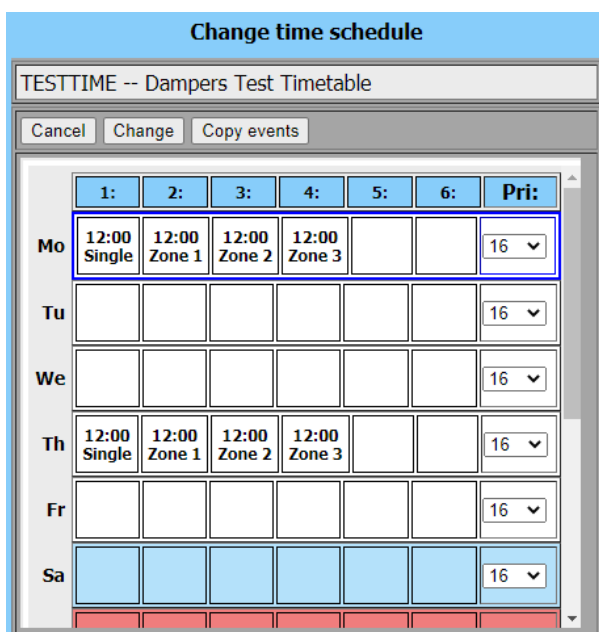 Change time schedule
TESTTIME -- Dampers Test Timetable
Cancel Change Copy events
1: 2: 3: 4: 5: 6: Pri:
Mo 12:00 Single 12:00 Zone 1 12:00 Zone 2 12:00 Zone 3 16
Tu 16
We 16
Th 12:00 Single 12:00 Zone 1 12:00 Zone 2 12:00 Zone 3 16
Fr 16
Sa 16